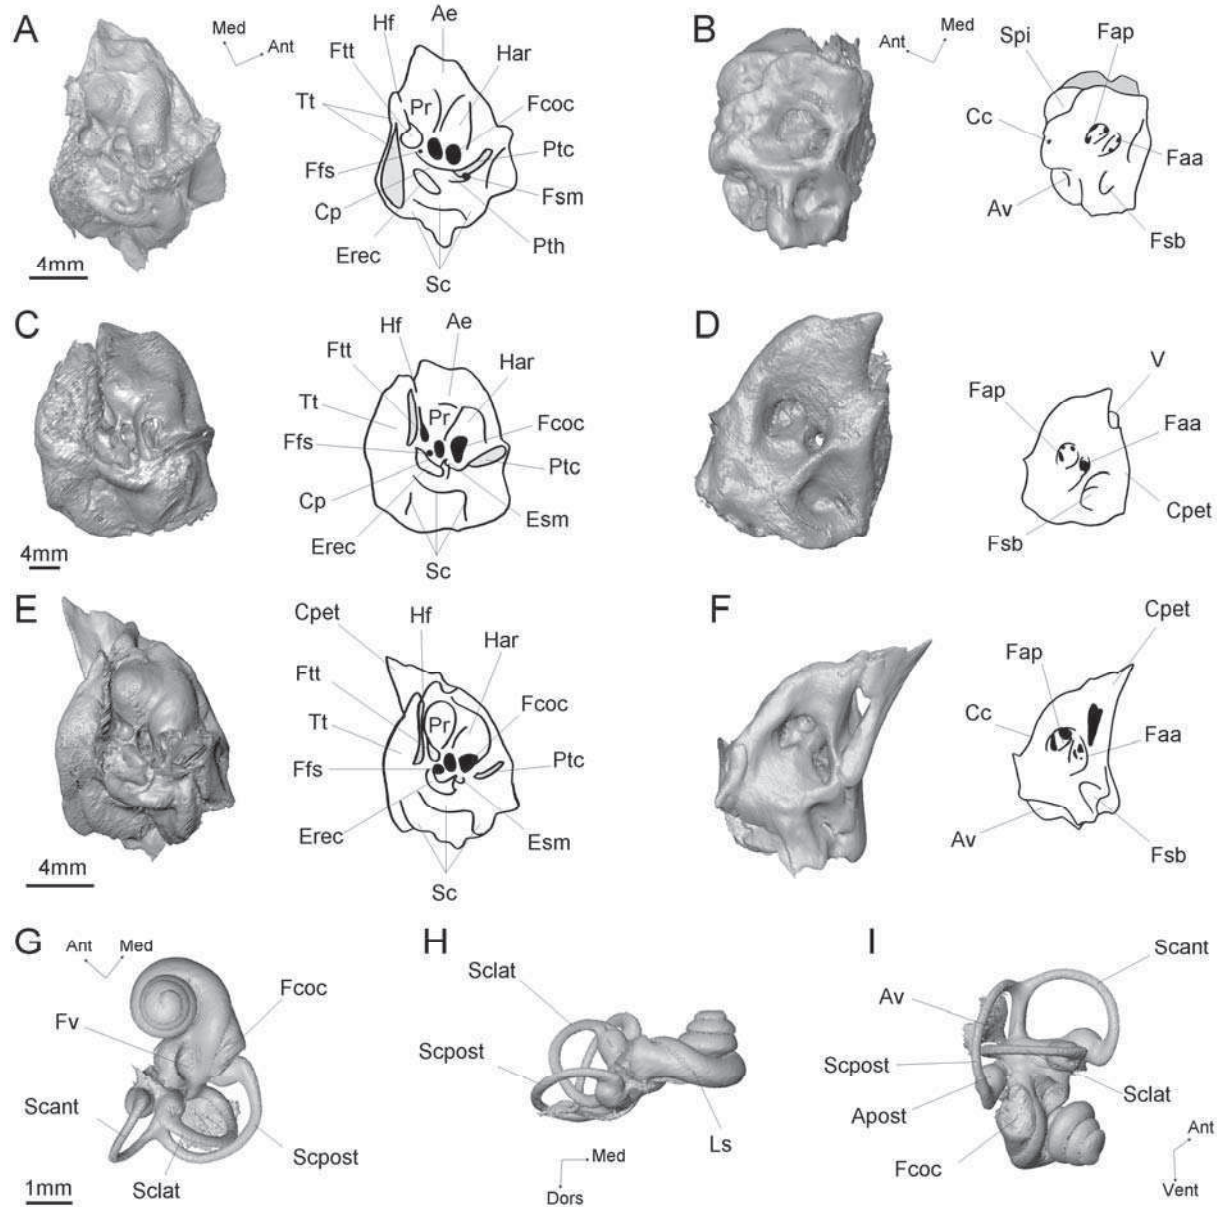 A
Med
Ant
Hf
Ae
Ftt
Har
Tt
Pr
Fcoc
Ptc
Ffs
Fsm
Cp
Pth
Erec
Sc
4mm
B
Ant
Med
Spi
Fap
Cc
Faa
Av
Fsb
C
Hf
Ae
Ftt
Har
Tt
Pr
Fcoc
Ffs
Ptc
Cp
Esm
Erec
Sc
4mm
D
V
Fap
Faa
Cpet
Fsb
E
Cpet
Hf
Har
Ftt
Fcoc
Tt
Pr
Ffs
Ptc
Erec
Esm
Sc
4mm
F
Cpet
Fap
Cc
Faa
Av
Fsb
G
Ant
Med
Fcoc
Fv
Scant
Scpost
Sclat
1mm
H
Sclat
Scpost
Ls
Med
Dors
I
Scant
Av
Scpost
Sclat
Apost
Fcoc
Ant
Vent